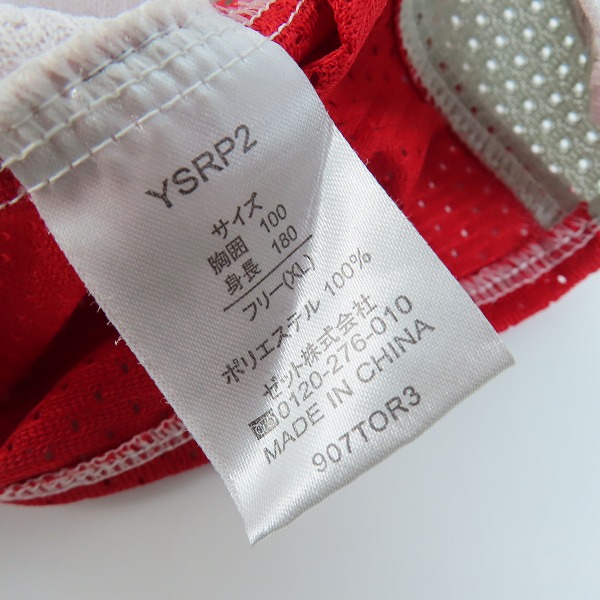 YSRP2
サイズ
胸囲 100
身長 180
フリー(XL)
ポリエステル 100%
ゼット株式会社
0120-276-010
MADE IN CHINA
907TOR3